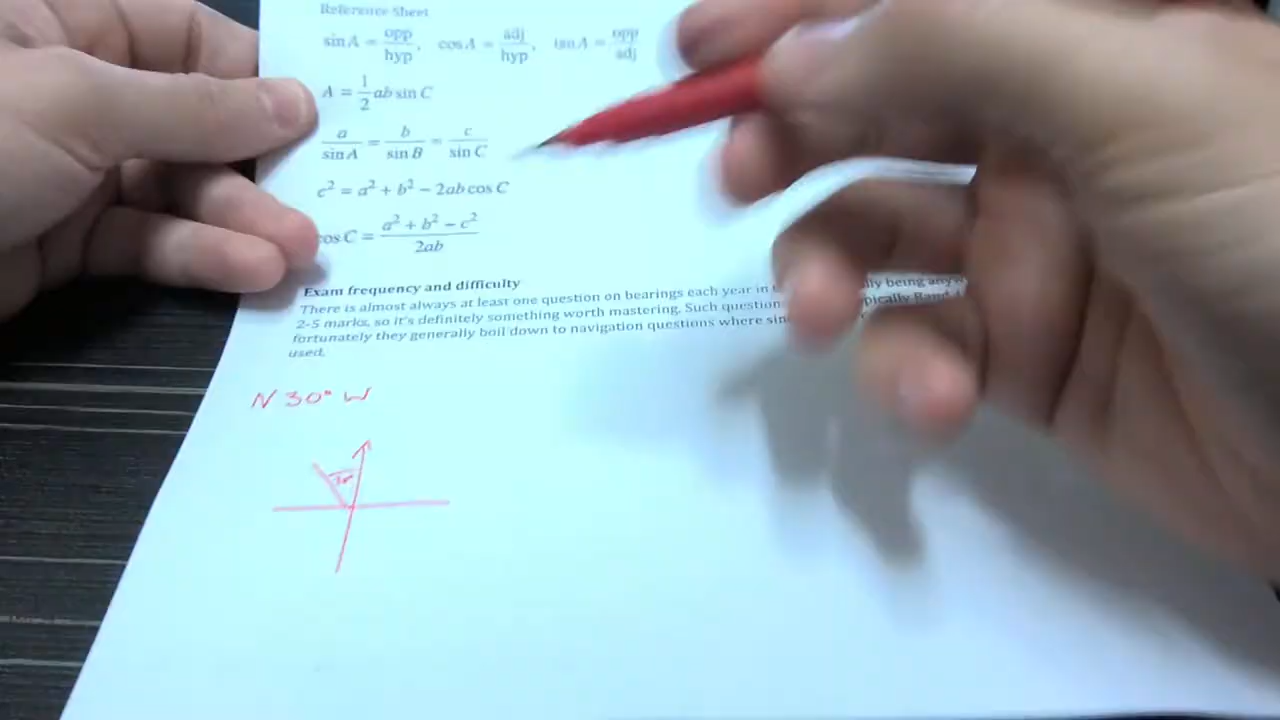 Reference Sheet
sin A = opp/hyp, cos A = adj/hyp, tan A = opp/adj
A = 1/2 ab sin C
a/sin A = b/sin B = c/sin C
c² = a² + b² − 2ab cos C
cos C = (a² + b² − c²)/2ab
Exam frequency and difficulty
There is almost always at least one question on bearings each year in being
2-5 marks, so it's definitely something worth mastering. Such question Band
fortunately they generally boil down to navigation questions where
used.
N 30° W
30°